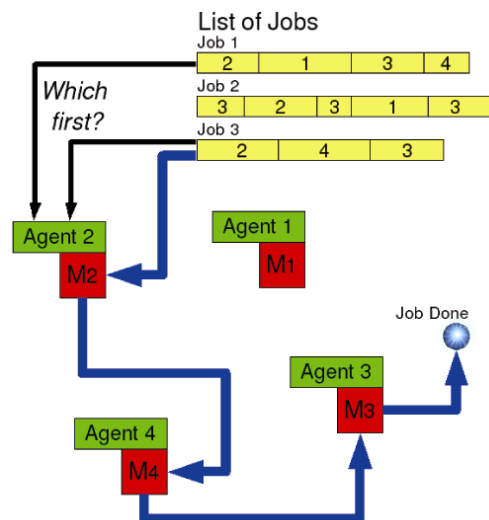 List of Jobs
Job 1
2 1 3 4
Job 2
3 2 3 1 3
Job 3
2 4 3
Which
first?
Agent 2
M2
Agent 1
M1
Job Done
Agent 3
M3
Agent 4
M4